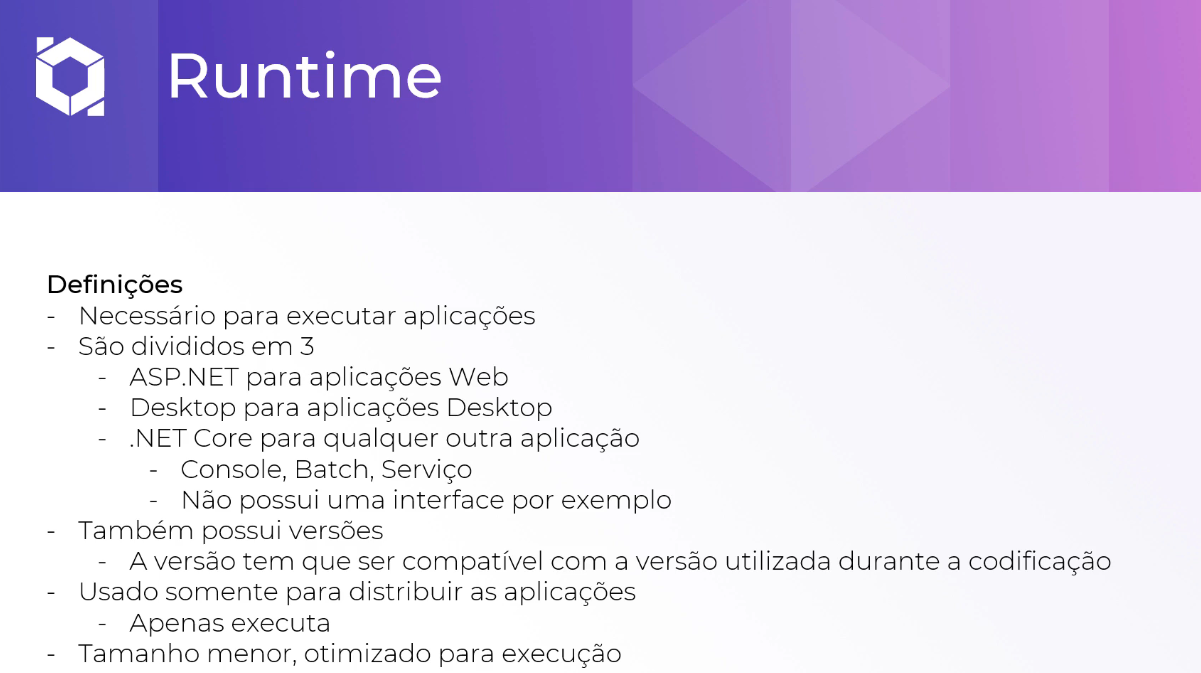 Runtime
Definições
- Necessário para executar aplicações
- São divididos em 3
- ASP.NET para aplicações Web
- Desktop para aplicações Desktop
- .NET Core para qualquer outra aplicação
- Console, Batch, Serviço
- Não possui uma interface por exemplo
- Também possui versões
- A versão tem que ser compatível com a versão utilizada durante a codificação
- Usado somente para distribuir as aplicações
- Apenas executa
- Tamanho menor, otimizado para execução